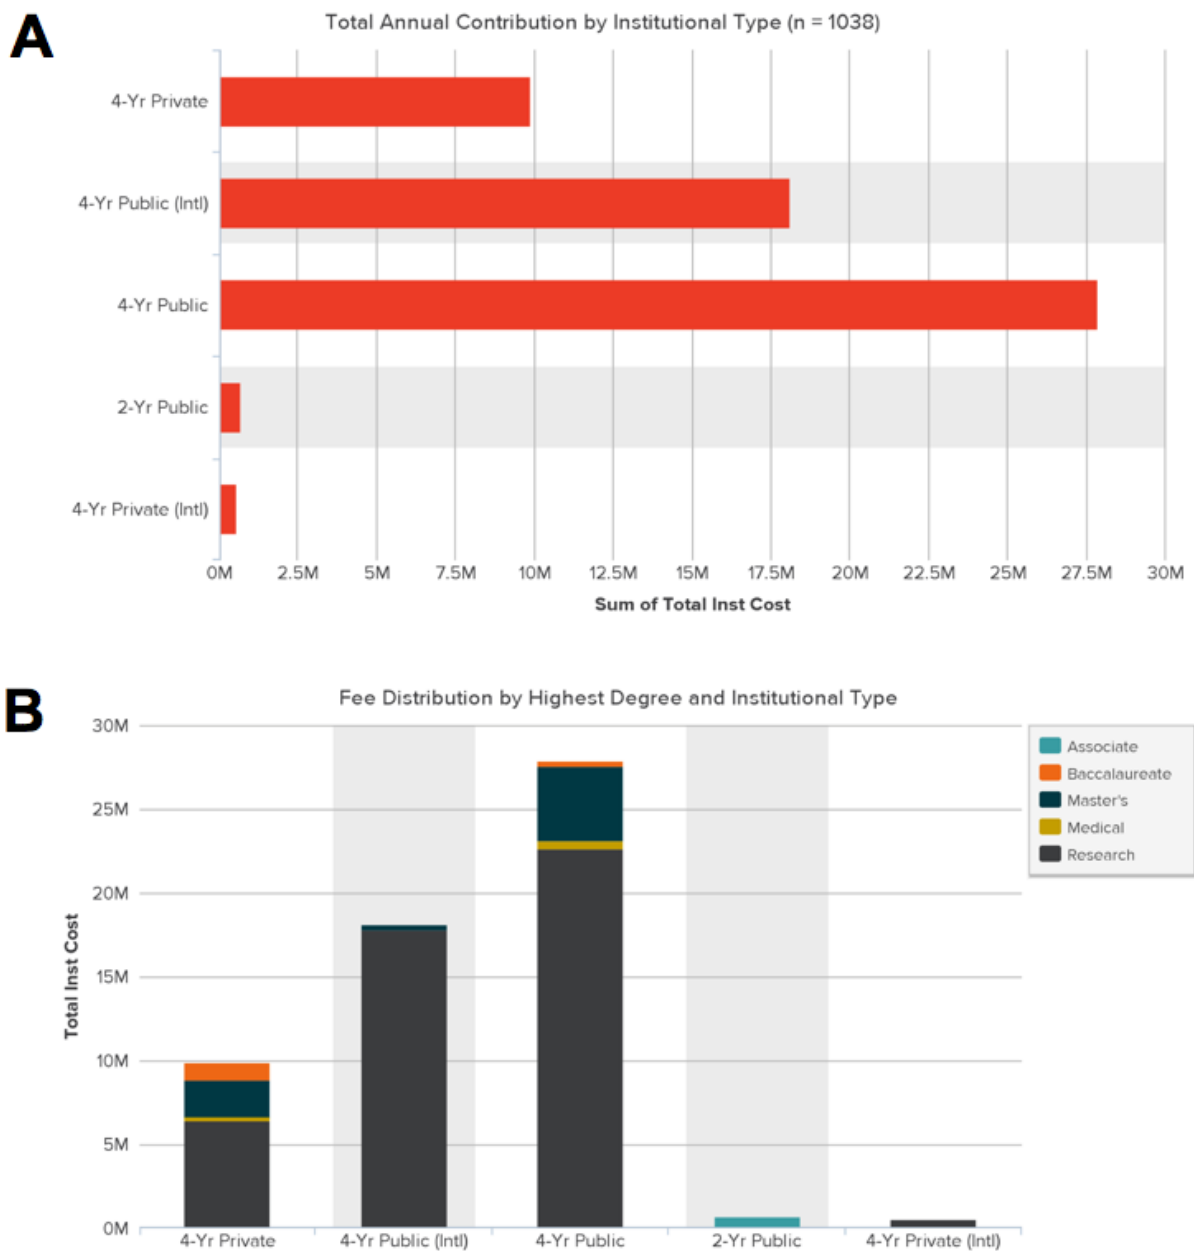 A
Total Annual Contribution by Institutional Type (n = 1038)
4-Yr Private
4-Yr Public (Intl)
4-Yr Public
2-Yr Public
4-Yr Private (Intl)
0M 2.5M 5M 7.5M 10M 12.5M 15M 17.5M 20M 22.5M 25M 27.5M 30M
Sum of Total Inst Cost
B
Fee Distribution by Highest Degree and Institutional Type
30M
25M
20M
15M
10M
5M
0M
Total Inst Cost
Associate
Baccalaureate
Master's
Medical
Research
4-Yr Private 4-Yr Public (Intl) 4-Yr Public 2-Yr Public 4-Yr Private (Intl)